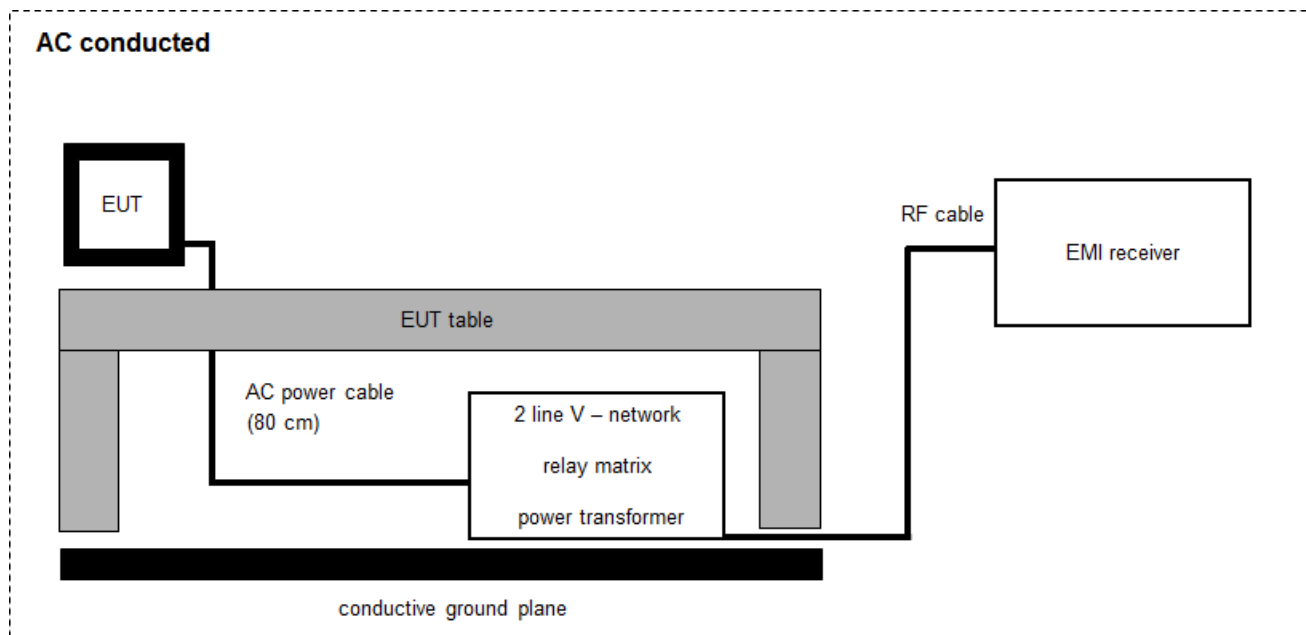 AC conducted
EUT
RF cable
EMI receiver
EUT table
AC power cable
(80 cm)
2 line V – network
relay matrix
power transformer
conductive ground plane